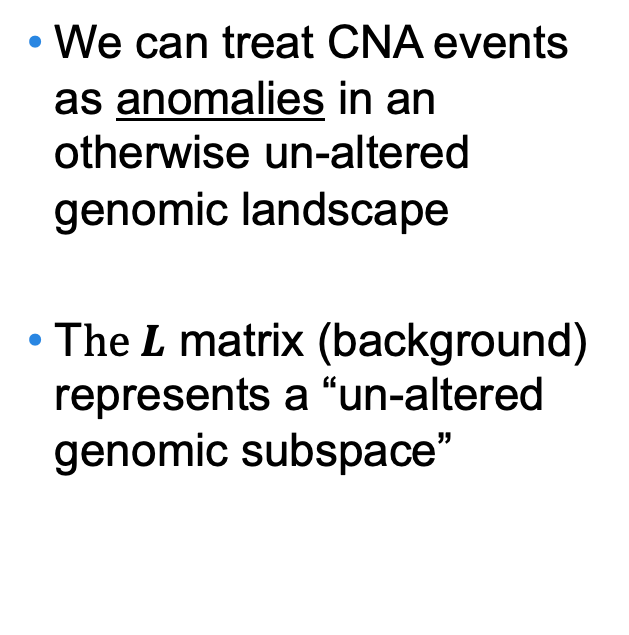 • We can treat CNA events
as anomalies in an
otherwise un-altered
genomic landscape
• The L matrix (background)
represents a “un-altered
genomic subspace”